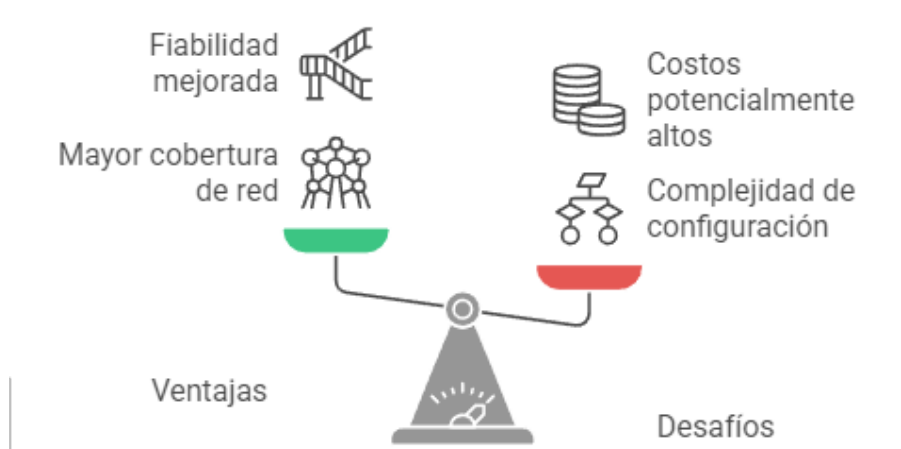 Fiabilidad
mejorada
Mayor cobertura
de red
Costos
potencialmente
altos
Complejidad de
configuración
Ventajas
Desafíos